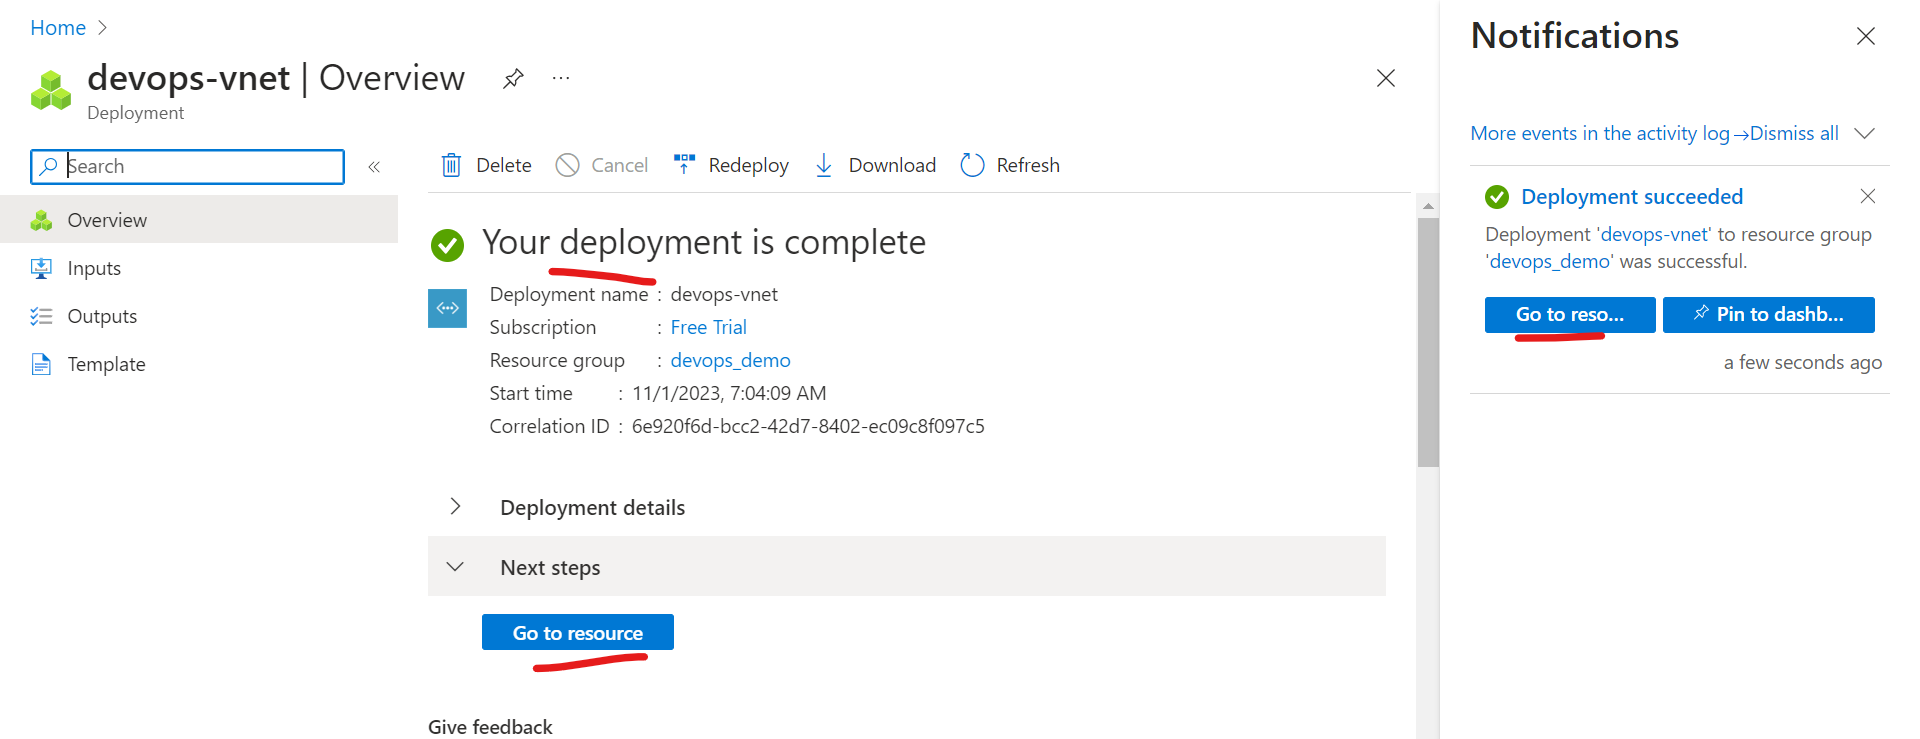 Home
devops-vnet | Overview
Deployment
Search
Overview
Inputs
Outputs
Template
Delete Cancel Redeploy Download Refresh
Your deployment is complete
Deployment name : devops-vnet
Subscription : Free Trial
Resource group : devops_demo
Start time : 11/1/2023, 7:04:09 AM
Correlation ID : 6e920f6d-bcc2-42d7-8402-ec09c8f097c5
Deployment details
Next steps
Go to resource
Give feedback
Notifications
More events in the activity log→Dismiss all
Deployment succeeded
Deployment 'devops-vnet' to resource group
'devops_demo' was successful.
Go to reso... Pin to dashb...
a few seconds ago